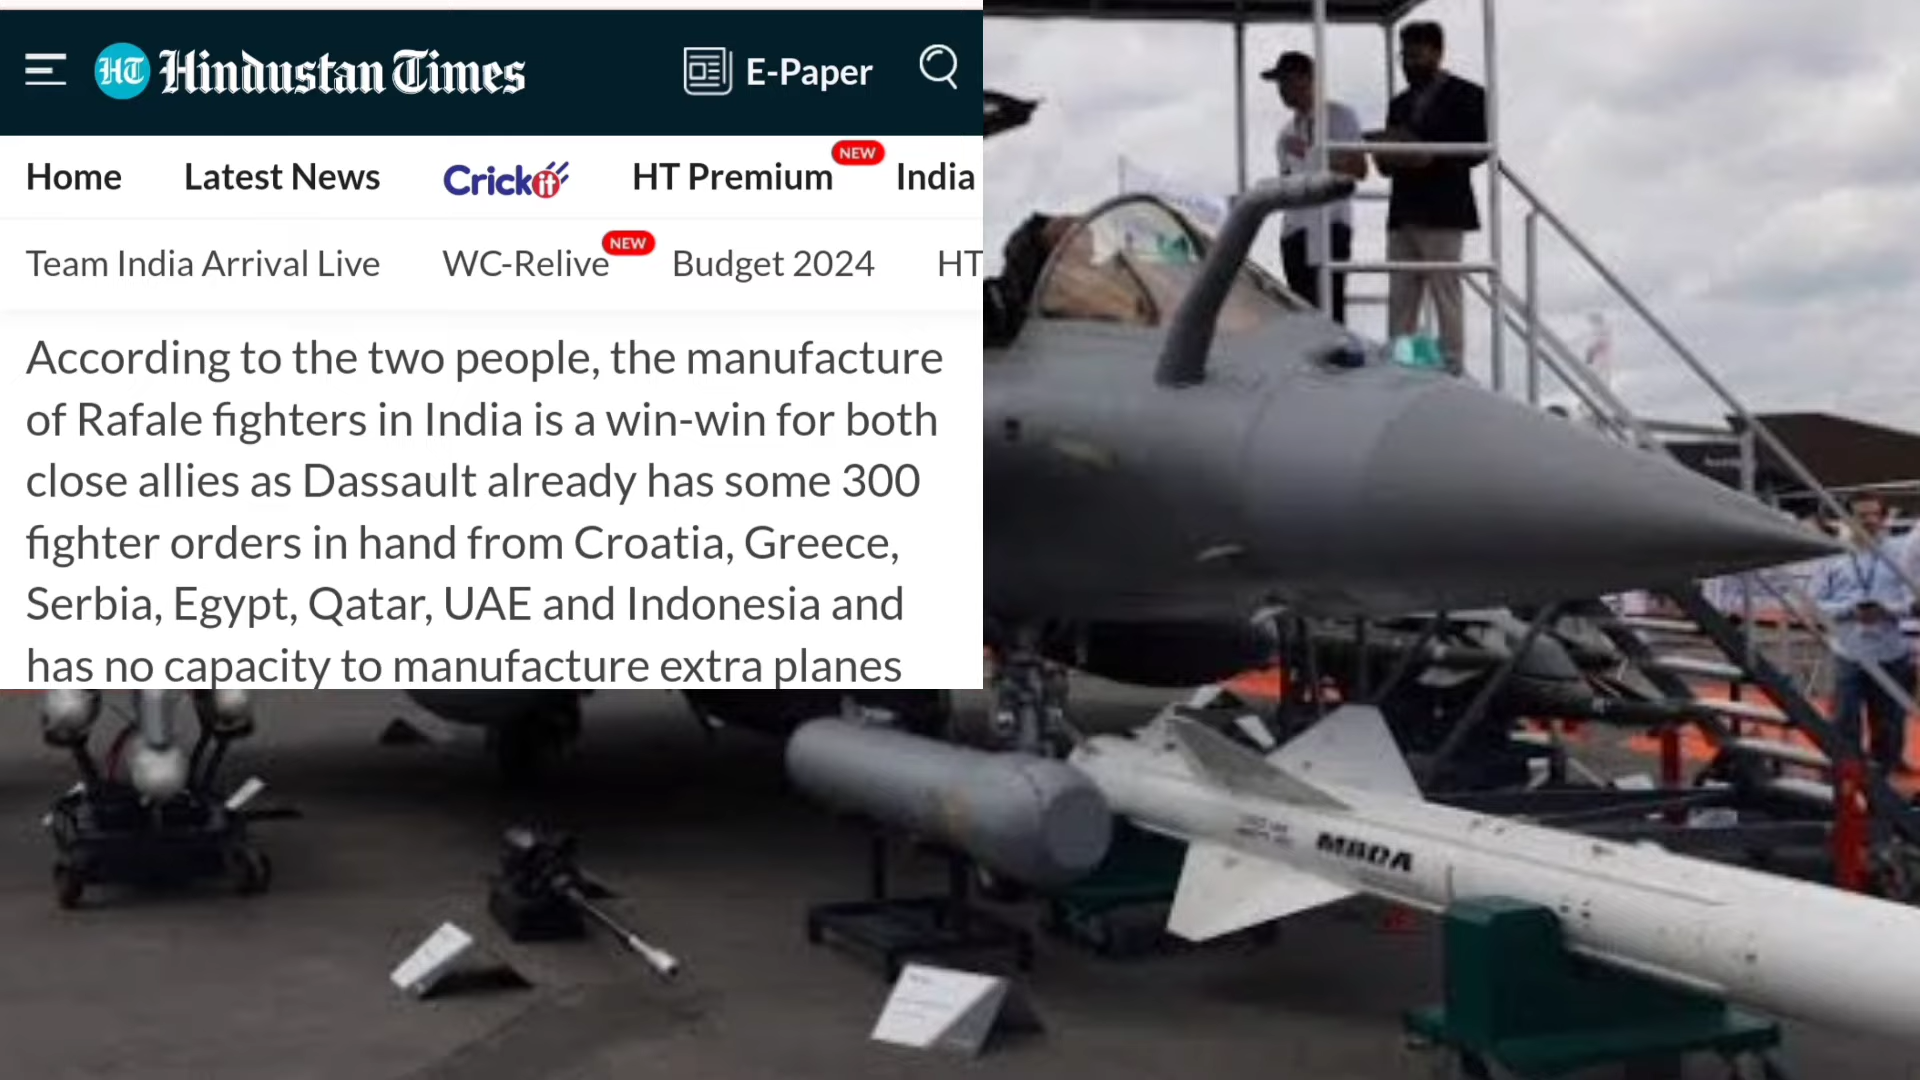 HT Hindustan Times
E-Paper
Home Latest News Crickit HT Premium NEW India
Team India Arrival Live WC-Relive NEW Budget 2024 HT
According to the two people, the manufacture
of Rafale fighters in India is a win-win for both
close allies as Dassault already has some 300
fighter orders in hand from Croatia, Greece,
Serbia, Egypt, Qatar, UAE and Indonesia and
has no capacity to manufacture extra planes
MBDA